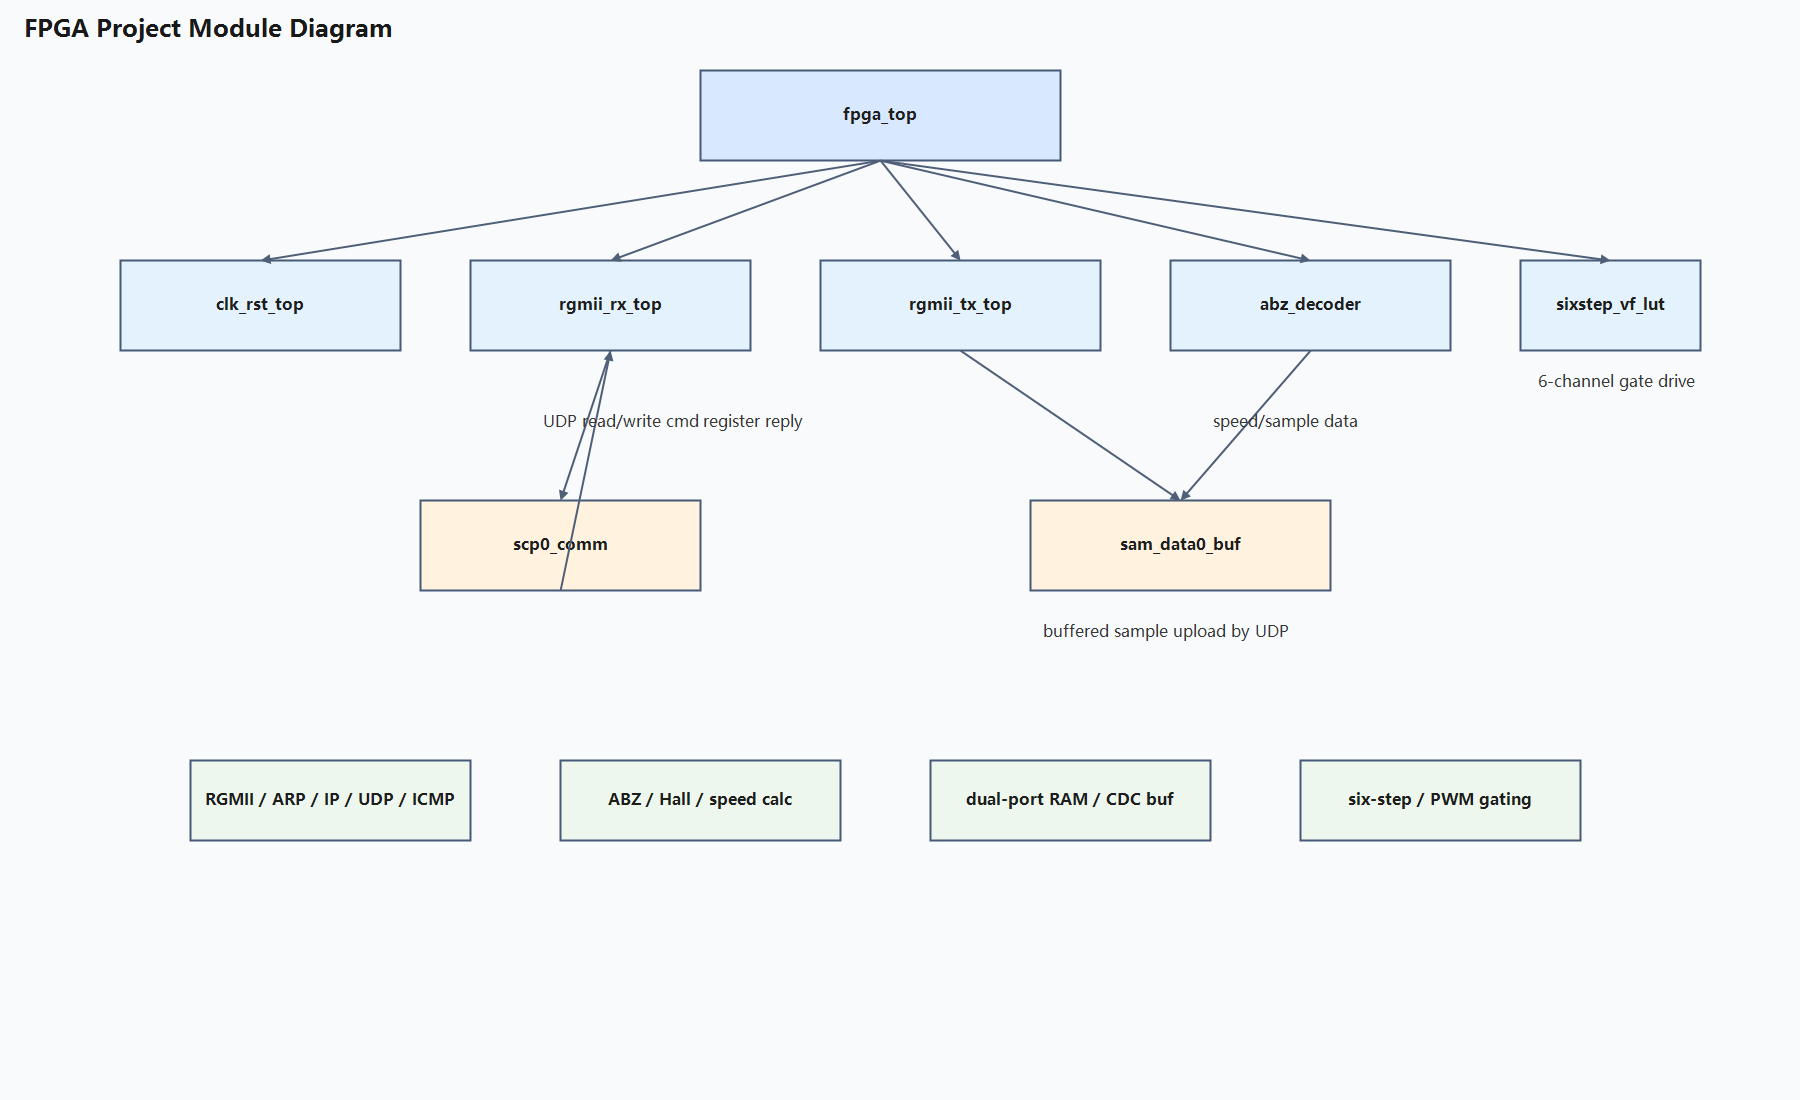 FPGA Project Module Diagram
fpga_top
clk_rst_top
rgmii_rx_top
rgmii_tx_top
abz_decoder
sixstep_vf_lut
6-channel gate drive
UDP read/write cmd register reply
speed/sample data
scp0_comm
sam_data0_buf
buffered sample upload by UDP
RGMII / ARP / IP / UDP / ICMP
ABZ / Hall / speed calc
dual-port RAM / CDC buf
six-step / PWM gating